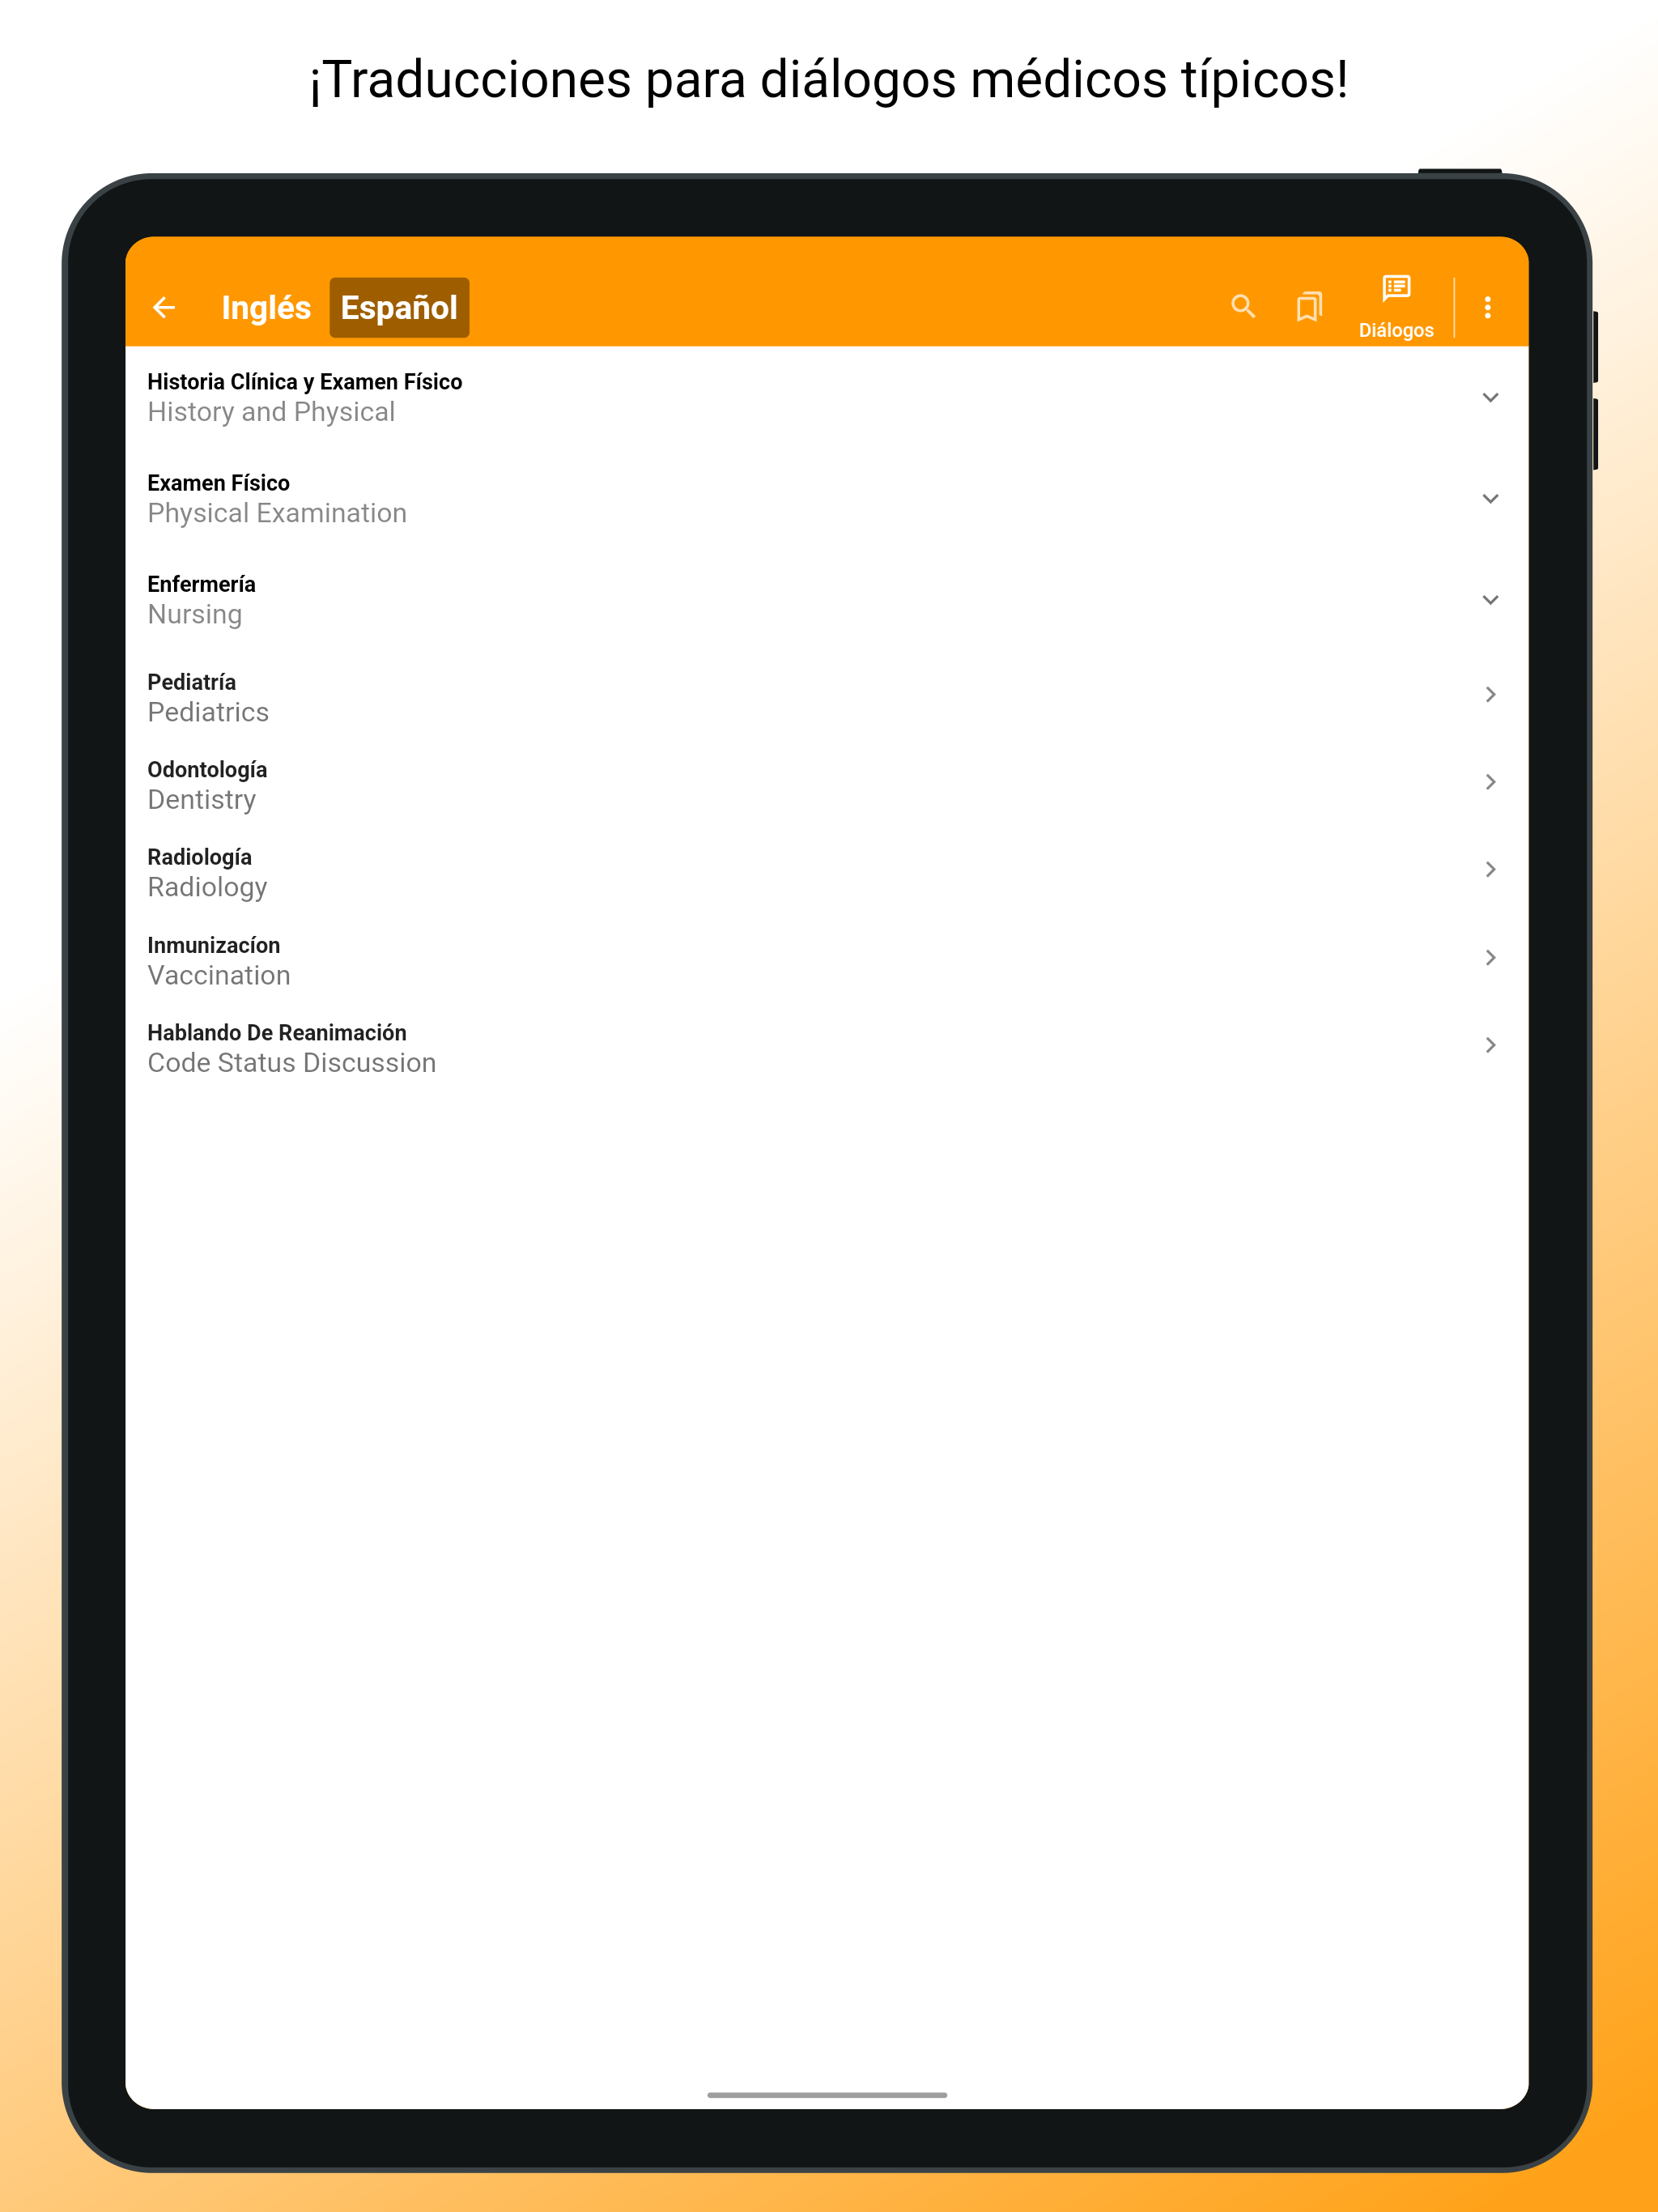 ¡Traducciones para diálogos médicos típicos!
Inglés Español
Diálogos
Historia Clínica y Examen Físico
History and Physical
Examen Físico
Physical Examination
Enfermería
Nursing
Pediatría
Pediatrics
Odontología
Dentistry
Radiología
Radiology
Inmunizacíon
Vaccination
Hablando De Reanimación
Code Status Discussion